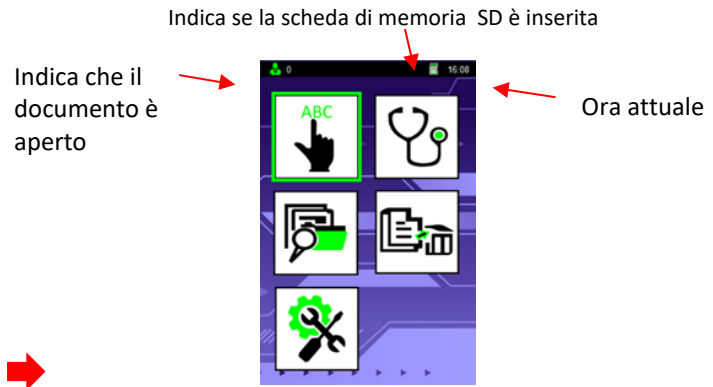 Indica se la scheda di memoria SD è inserita
0
16:08
Indica che il
documento è
aperto
Ora attuale
ABC